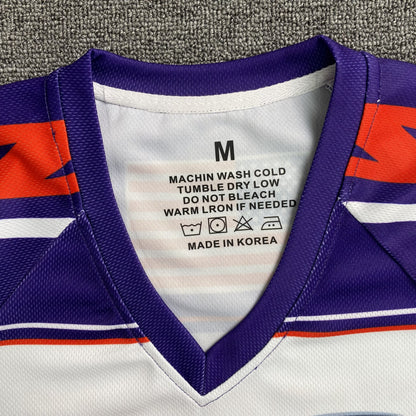 M
MACHIN WASH COLD
TUMBLE DRY LOW
DO NOT BLEACH
WARM LRON IF NEEDED
MADE IN KOREA